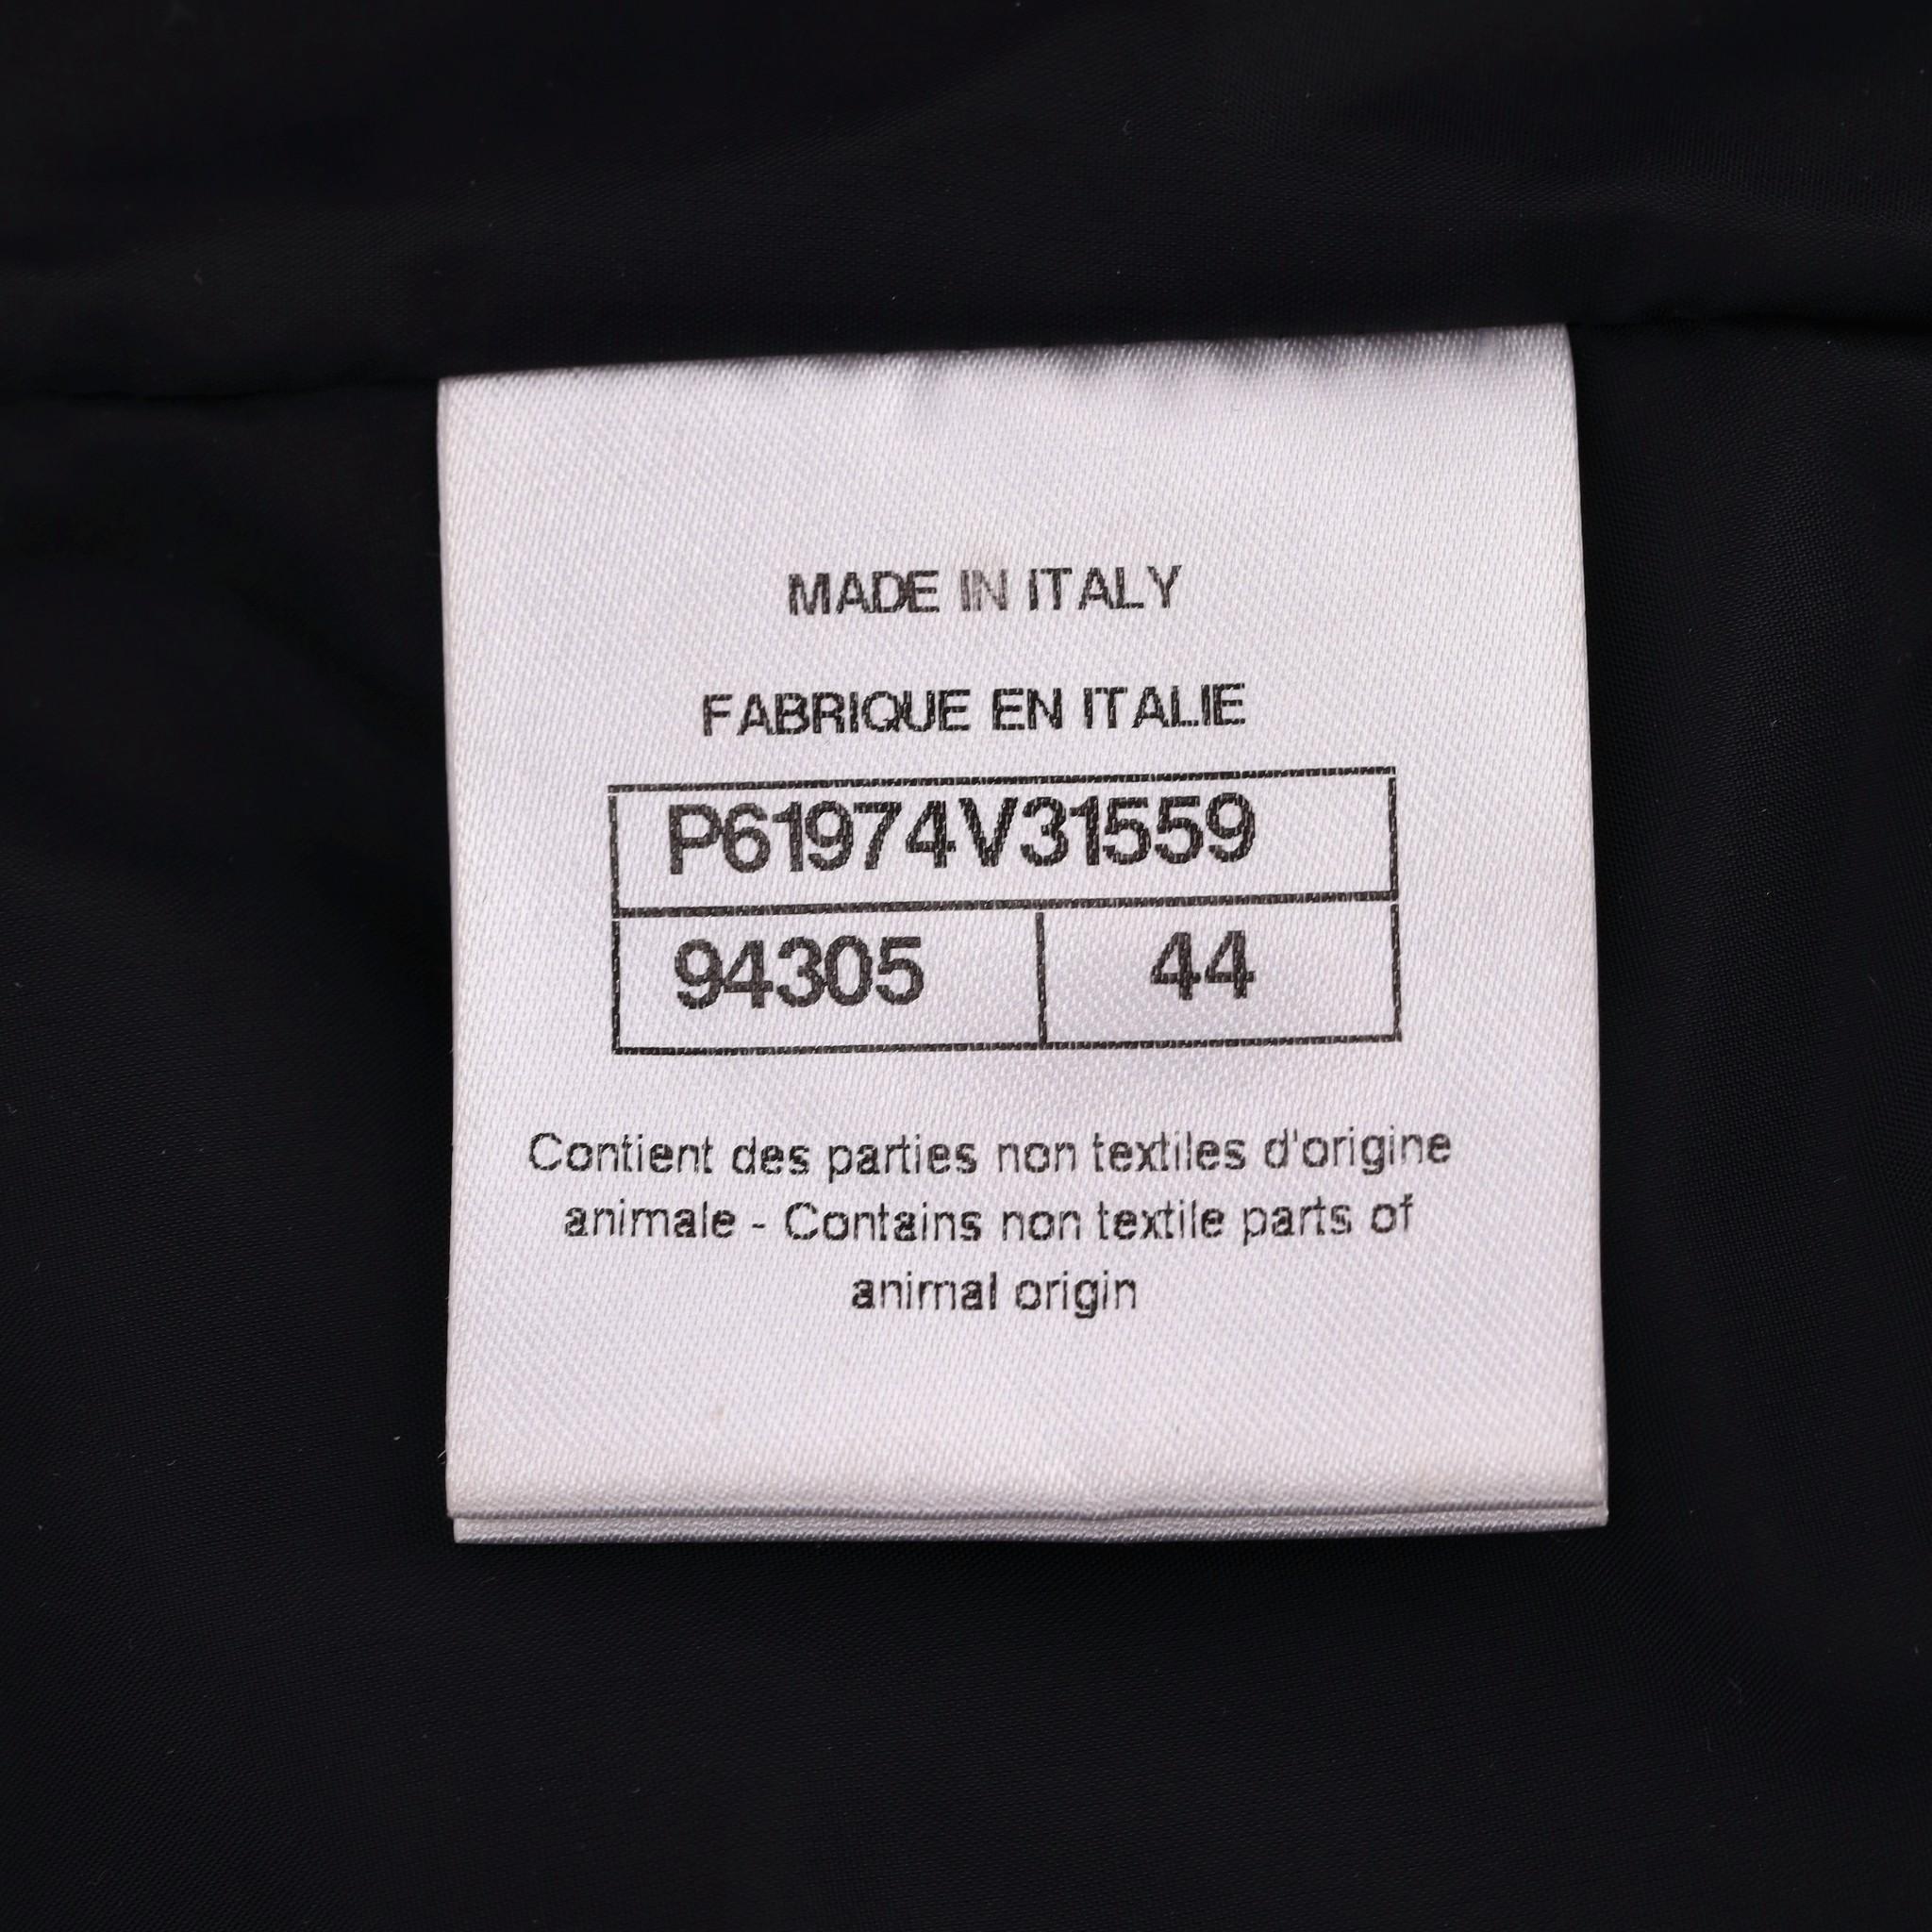 MADE IN ITALY
FABRIQUE EN ITALIE
P61974V31559
94305 44
Contient des parties non textiles d'origine
animale - Contains non textile parts of
animal origin